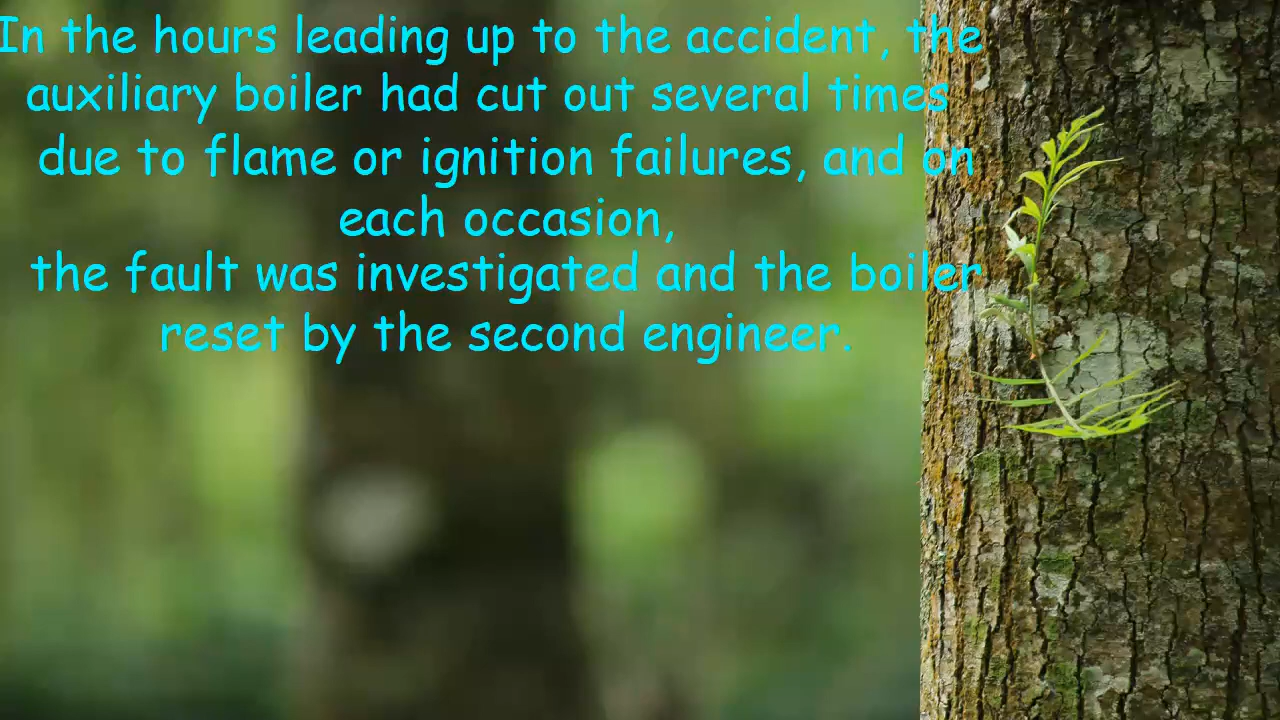 In the hours leading up to the accident, the
auxiliary boiler had cut out several times
due to flame or ignition failures, and on
each occasion,
the fault was investigated and the boiler
reset by the second engineer.